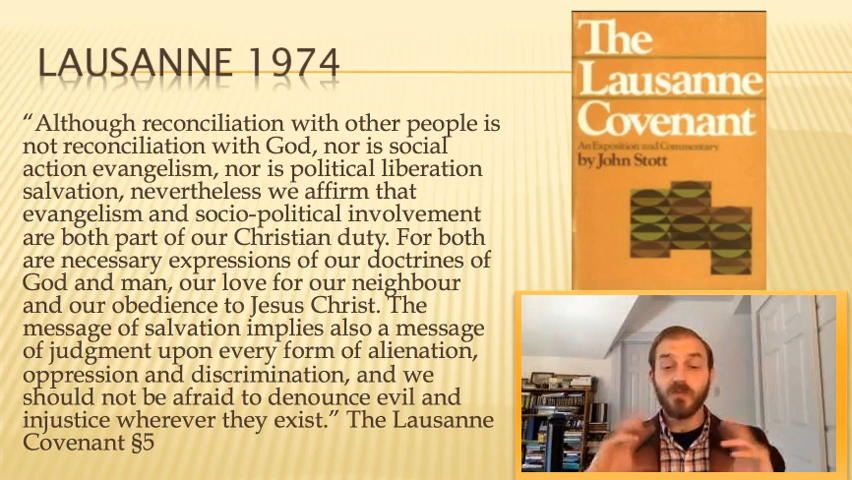 LAUSANNE 1974
“Although reconciliation with other people is
not reconciliation with God, nor is social
action evangelism, nor is political liberation
salvation, nevertheless we affirm that
evangelism and socio-political involvement
are both part of our Christian duty. For both
are necessary expressions of our doctrines of
God and man, our love for our neighbour
and our obedience to Jesus Christ. The
message of salvation implies also a message
of judgment upon every form of alienation,
oppression and discrimination, and we
should not be afraid to denounce evil and
injustice wherever they exist.” The Lausanne
Covenant §5
The
Lausanne
Covenant
An Exposition and Commentary
by John Stott